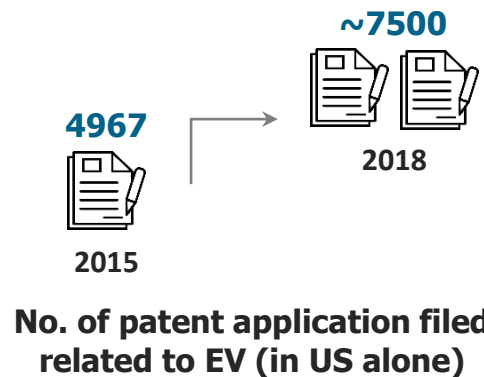 ~7500
4967
2018
2015
No. of patent application filed
related to EV (in US alone)